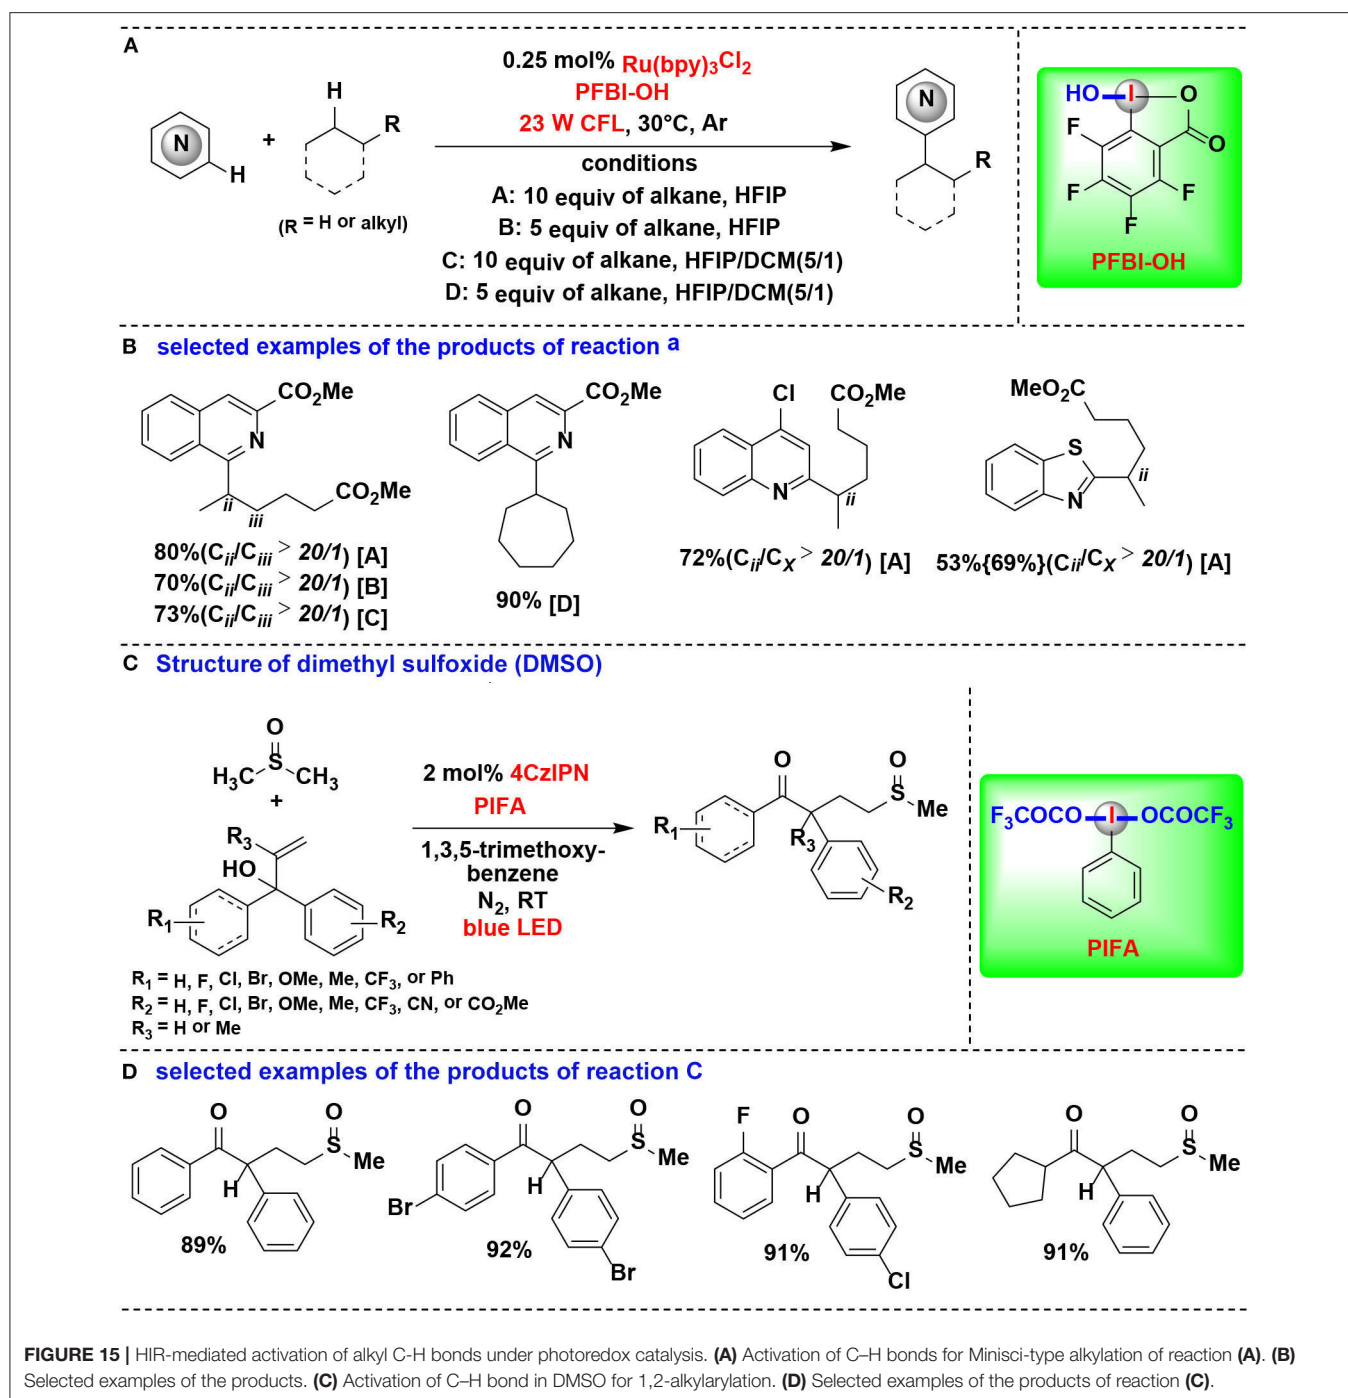 A
0.25 mol% Ru(bpy)3Cl2
PFBI-OH
23 W CFL, 30°C, Ar
conditions
A: 10 equiv of alkane, HFIP
B: 5 equiv of alkane, HFIP
C: 10 equiv of alkane, HFIP/DCM(5/1)
D: 5 equiv of alkane, HFIP/DCM(5/1)
N
H
+
H
R
(R = H or alkyl)
N
R
HO
I
O
O
F
F
F
F
PFBI-OH
B selected examples of the products of reaction a
CO2Me
N
ii
iii
CO2Me
80%(Cii/Ciii > 20/1) [A]
70%(Cii/Ciii > 20/1) [B]
73%(Cii/Ciii > 20/1) [C]
CO2Me
N
90% [D]
Cl
CO2Me
N
ii
72%(Cii/CX > 20/1) [A]
MeO2C
S
N
ii
53%{69%}(Cii/CX > 20/1) [A]
C Structure of dimethyl sulfoxide (DMSO)
O
S
H3C
CH3
+
R3
HO
R1
R2
2 mol% 4CzIPN
PIFA
1,3,5-trimethoxy-
benzene
N2, RT
blue LED
O
O
S
Me
R1
R3
R2
F3COCO
I
OCOCF3
PIFA
R1 = H, F, Cl, Br, OMe, Me, CF3, or Ph
R2 = H, F, Cl, Br, OMe, Me, CF3, CN, or CO2Me
R3 = H or Me
D selected examples of the products of reaction C
O
O
S
Me
H
89%
O
O
S
Me
H
Br
Br
92%
F
O
O
S
Me
H
Cl
91%
O
O
S
Me
H
91%
FIGURE 15 | HIR-mediated activation of alkyl C-H bonds under photoredox catalysis. (A) Activation of C–H bonds for Minisci-type alkylation of reaction (A). (B)
Selected examples of the products. (C) Activation of C–H bond in DMSO for 1,2-alkylarylation. (D) Selected examples of the products of reaction (C).